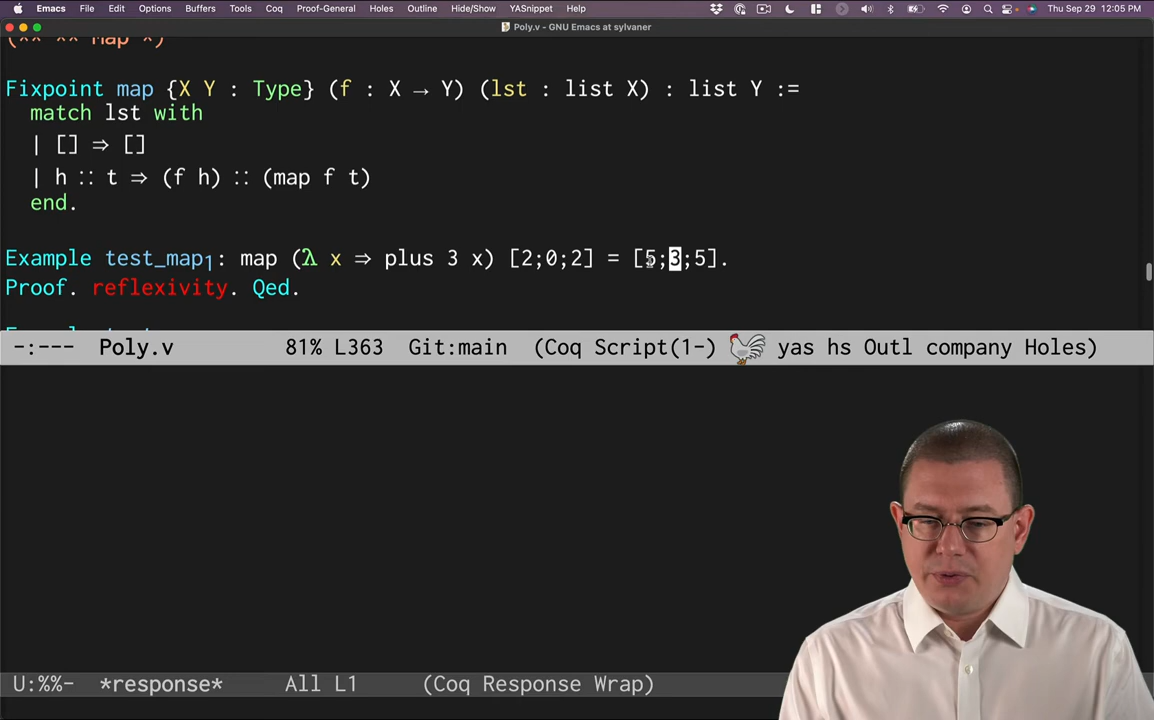 Emacs File Edit Options Buffers Tools Coq Proof-General Holes Outline Hide/Show YASnippet Help Thu Sep 29 12:05 PM
Poly.v - GNU Emacs at sylvaner
(** ** Map *)
Fixpoint map {X Y : Type} (f : X → Y) (lst : list X) : list Y :=
match lst with
| [] ⇒ []
| h :: t ⇒ (f h) :: (map f t)
end.
Example test_map₁: map (λ x ⇒ plus 3 x) [2;0;2] = [5;3;5].
Proof. reflexivity. Qed.
-:--- Poly.v 81% L363 Git:main (Coq Script(1-) yas hs Outl company Holes)
U:%%- *response* All L1 (Coq Response Wrap)